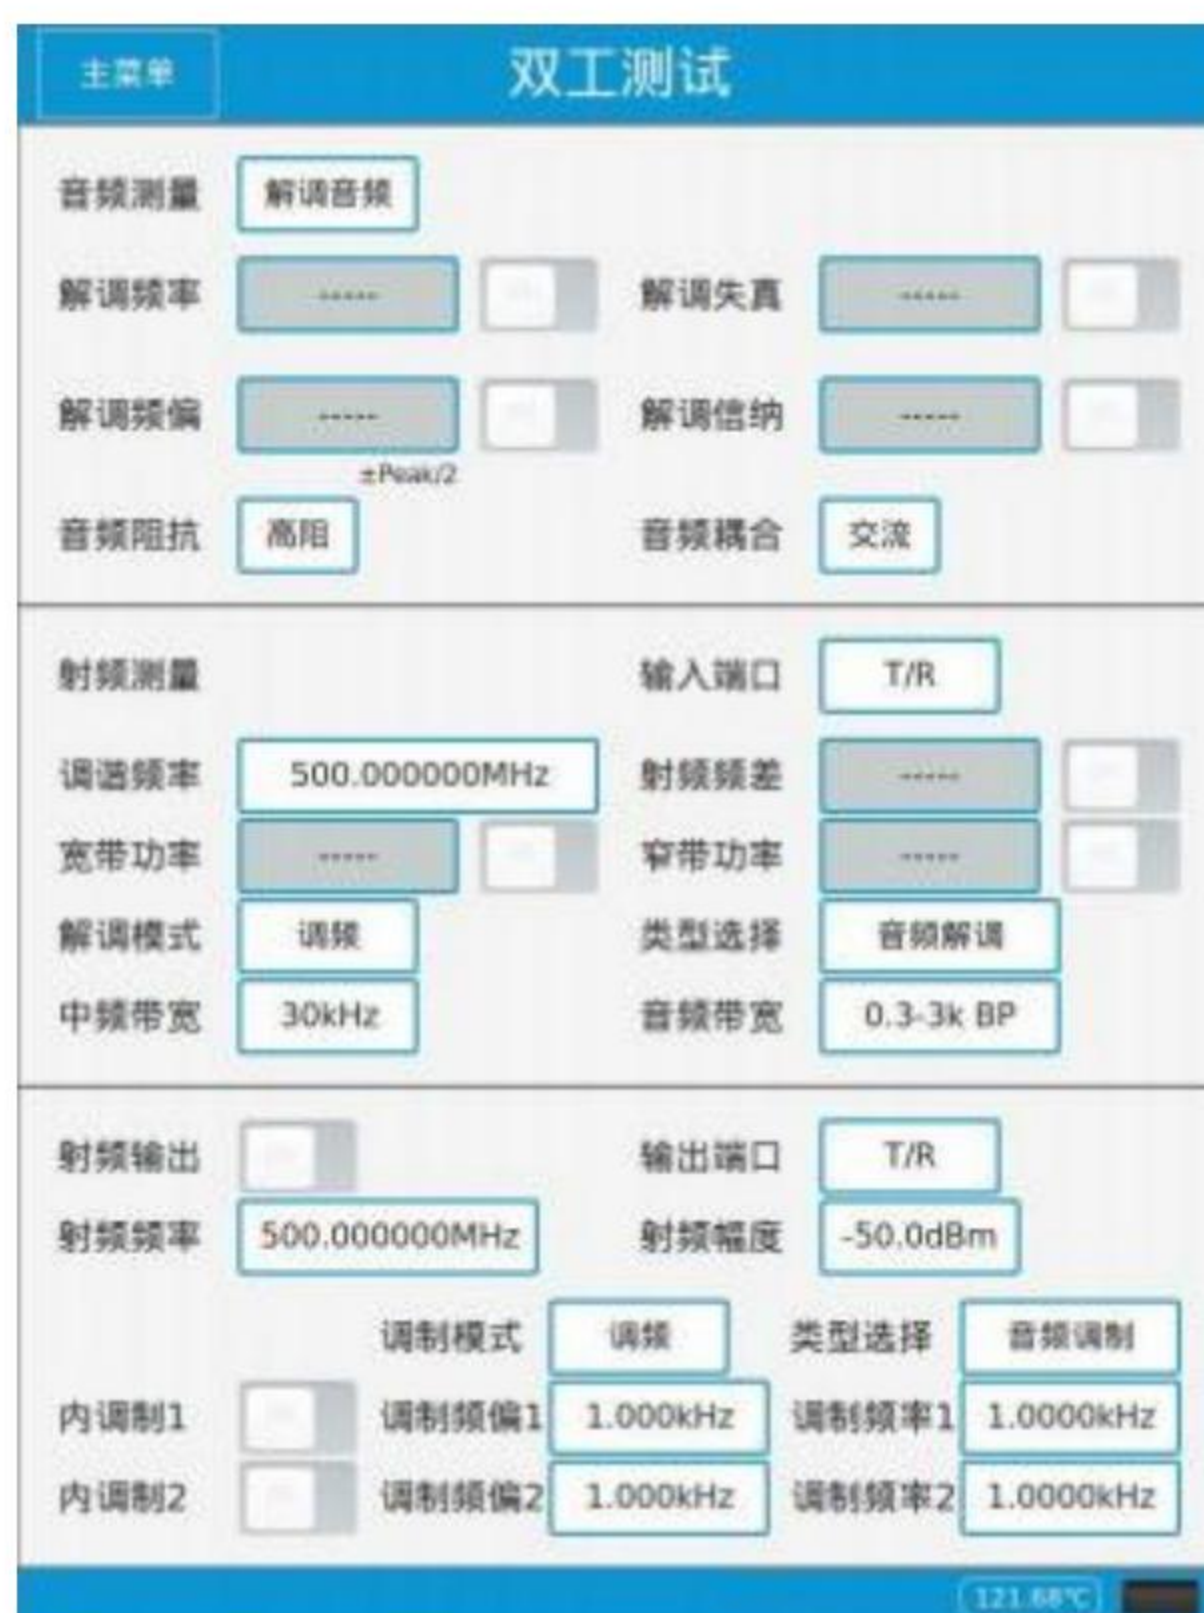 主菜单 双工测试
音频测量 解调音频
解调频率 ----- 解调失真 -----
解调频偏 ----- 解调信纳 -----
±Peak/2
音频阻抗 高阻 音频耦合 交流
射频测量 输入端口 T/R
调谐频率 500.000000MHz 射频频差 -----
宽带功率 ----- 窄带功率 -----
解调模式 调频 类型选择 音频解调
中频带宽 30kHz 音频带宽 0.3-3k BP
射频输出 输出端口 T/R
射频频率 500.000000MHz 射频幅度 -50.0dBm
调制模式 调频 类型选择 音频调制
内调制1 调制频偏1 1.000kHz 调制频率1 1.0000kHz
内调制2 调制频偏2 1.000kHz 调制频率2 1.0000kHz
121.68℃